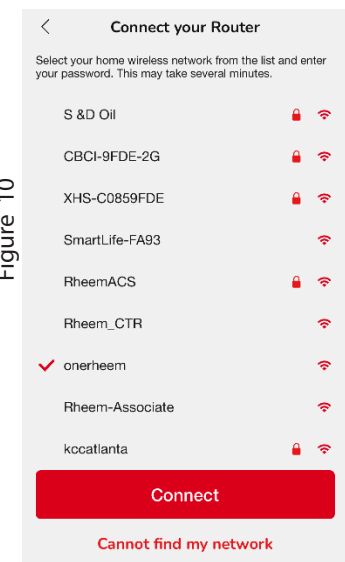 Connect your Router
Select your home wireless network from the list and enter
your password. This may take several minutes.
S &D Oil
CBCI-9FDE-2G
XHS-C0859FDE
SmartLife-FA93
RheemACS
Rheem_CTR
onerheem
Rheem-Associate
kccatlanta
Connect
Cannot find my network
Figure 10